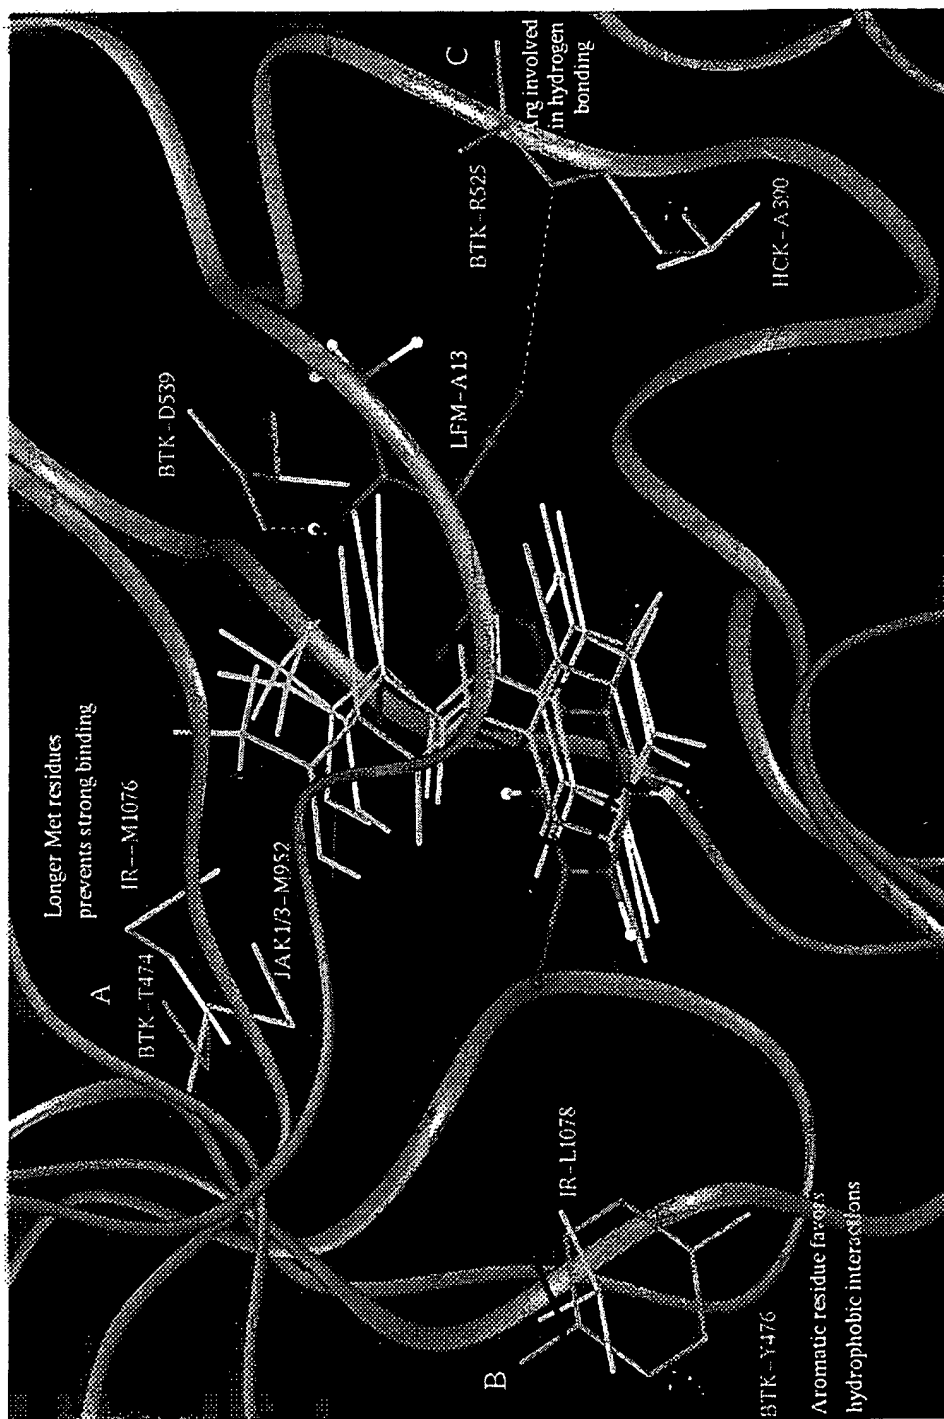 A
Longer Met residues
prevents strong binding
BTK-T474
IR-M1076
JAK1/3-M952
BTK-D539
LFM-A13
C
Arg involved
in hydrogen
bonding
BTK-R525
HCK-A390
B
IR-L1078
BTK-Y476
Aromatic residue favors
hydrophobic interactions